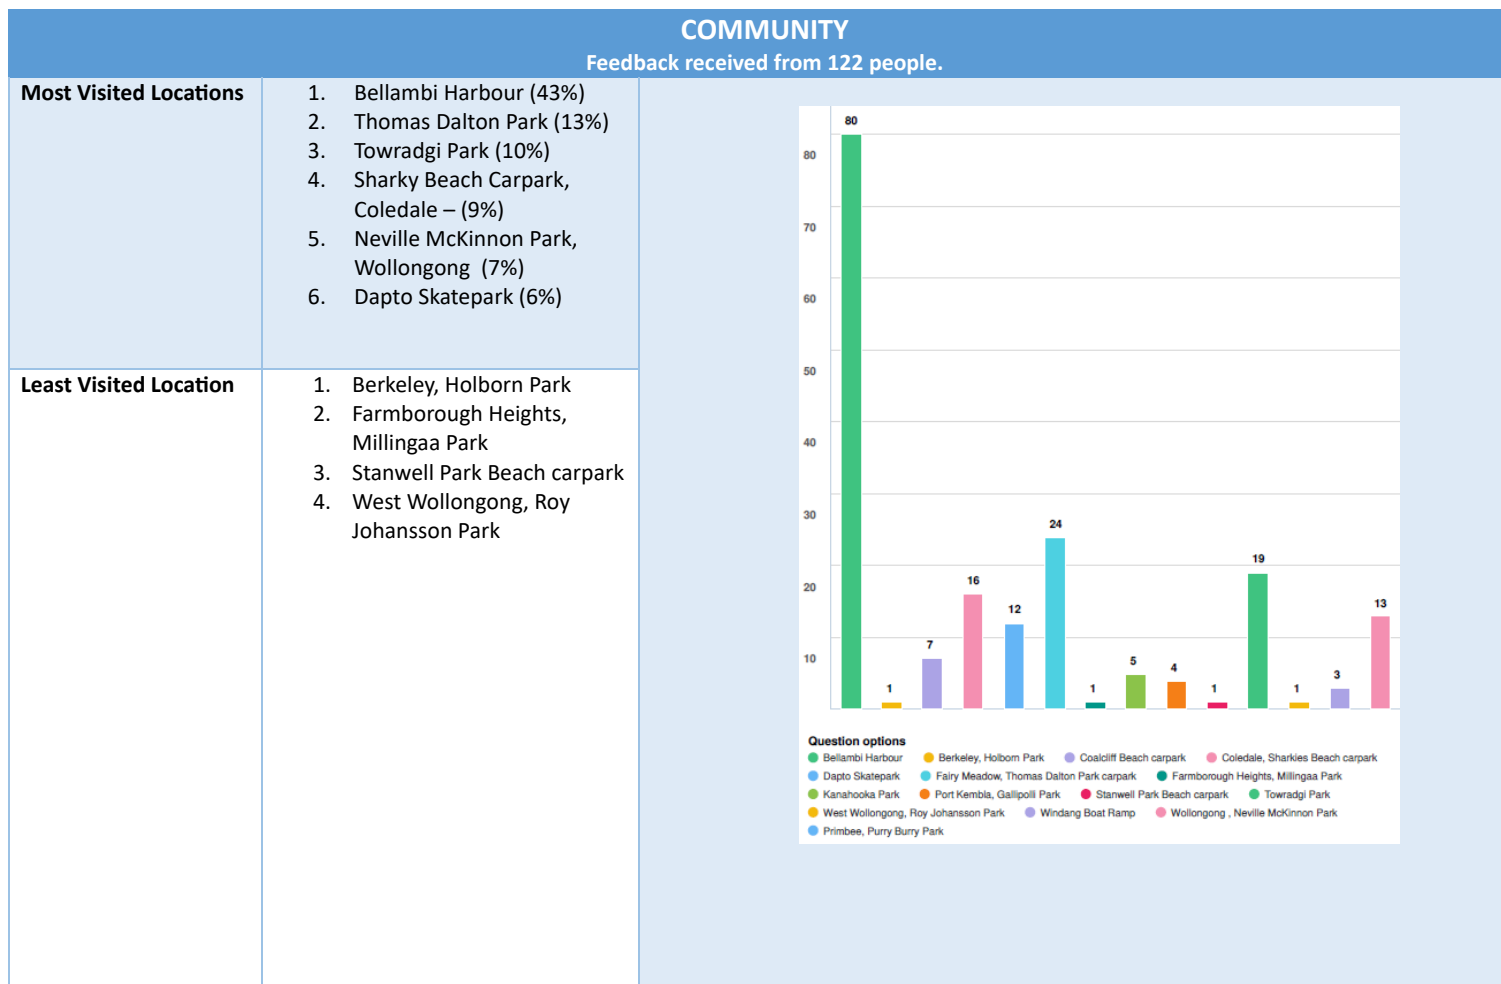 COMMUNITY
Feedback received from 122 people.
Most Visited Locations
1. Bellambi Harbour (43%)
2. Thomas Dalton Park (13%)
3. Towradgi Park (10%)
4. Sharky Beach Carpark,
Coledale – (9%)
5. Neville McKinnon Park,
Wollongong (7%)
6. Dapto Skatepark (6%)
Least Visited Location
1. Berkeley, Holborn Park
2. Farmborough Heights,
Millingaa Park
3. Stanwell Park Beach carpark
4. West Wollongong, Roy
Johansson Park
80
80
70
60
50
40
30
24
19
20
16
12
13
10
7
5
4
3
1
1
1
1
Question options
Bellambi Harbour Berkeley, Holborn Park Coalcliff Beach carpark Coledale, Sharkies Beach carpark
Dapto Skatepark Fairy Meadow, Thomas Dalton Park carpark Farmborough Heights, Millingaa Park
Kanahooka Park Port Kembla, Gallipolli Park Stanwell Park Beach carpark Towradgi Park
West Wollongong, Roy Johansson Park Windang Boat Ramp Wollongong , Neville McKinnon Park
Primbee, Purry Burry Park